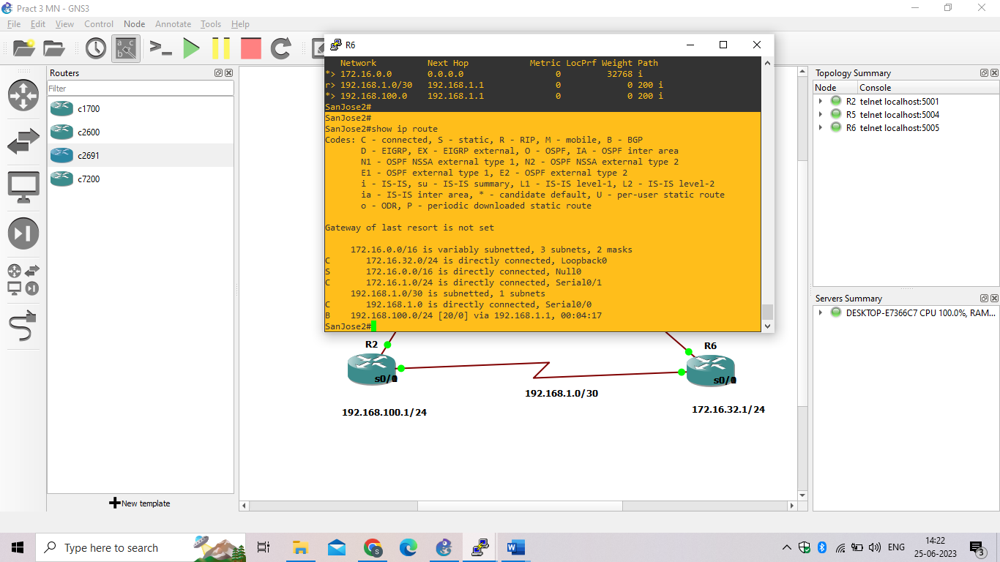 Pract 3 MN - GNS3
File Edit View Control Node Annotate Tools Help
Routers
Filter
c1700
c2600
c2691
c7200
New template
R6
   Network          Next Hop            Metric LocPrf Weight Path
*> 172.16.0.0       0.0.0.0                  0         32768 i
r> 192.168.1.0/30   192.168.1.1              0             0 200 i
*> 192.168.100.0    192.168.1.1              0             0 200 i
SanJose2#
SanJose2#
SanJose2#show ip route
Codes: C - connected, S - static, R - RIP, M - mobile, B - BGP
       D - EIGRP, EX - EIGRP external, O - OSPF, IA - OSPF inter area
       N1 - OSPF NSSA external type 1, N2 - OSPF NSSA external type 2
       E1 - OSPF external type 1, E2 - OSPF external type 2
       i - IS-IS, su - IS-IS summary, L1 - IS-IS level-1, L2 - IS-IS level-2
       ia - IS-IS inter area, * - candidate default, U - per-user static route
       o - ODR, P - periodic downloaded static route
Gateway of last resort is not set
     172.16.0.0/16 is variably subnetted, 3 subnets, 2 masks
C       172.16.32.0/24 is directly connected, Loopback0
S       172.16.0.0/16 is directly connected, Null0
C       172.16.1.0/24 is directly connected, Serial0/1
     192.168.1.0/30 is subnetted, 1 subnets
C       192.168.1.0 is directly connected, Serial0/0
B    192.168.100.0/24 [20/0] via 192.168.1.1, 00:04:17
SanJose2#
R2
R6
192.168.1.0/30
192.168.100.1/24
172.16.32.1/24
Topology Summary
Node Console
R2 telnet localhost:5001
R5 telnet localhost:5004
R6 telnet localhost:5005
Servers Summary
DESKTOP-E7366C7 CPU 100.0%, RAM...
Type here to search
ENG
14:22
25-06-2023
3